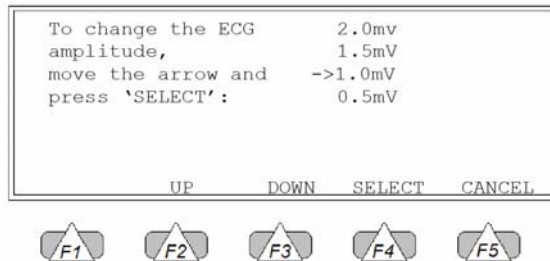 To change the ECG 2.0mv
amplitude, 1.5mV
move the arrow and ->1.0mV
press ‘SELECT’: 0.5mV
UP DOWN SELECT CANCEL
F1 F2 F3 F4 F5